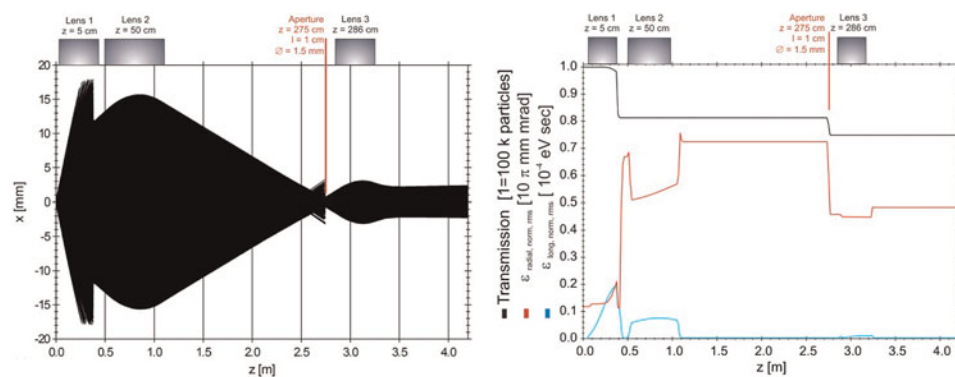 Lens 1
z = 5 cm
Lens 2
z = 50 cm
Aperture
z = 275 cm
l = 1 cm
Ø = 1.5 mm
Lens 3
z = 286 cm
x [mm]
20
15
10
5
0
-5
-10
-15
-20
0.0 0.5 1.0 1.5 2.0 2.5 3.0 3.5 4.0
z [m]
Lens 1
z = 5 cm
Lens 2
z = 50 cm
Aperture
z = 275 cm
l = 1 cm
Ø = 1.5 mm
Lens 3
z = 286 cm
Transmission [1=100 k particles]
ε radial, norm, rms. [10 π mm mrad]
ε long, norm, rms. [10⁻⁴ eV sec]
1.0
0.9
0.8
0.7
0.6
0.5
0.4
0.3
0.2
0.1
0.0
0.0 0.5 1.0 1.5 2.0 2.5 3.0 3.5 4.0
z [m]